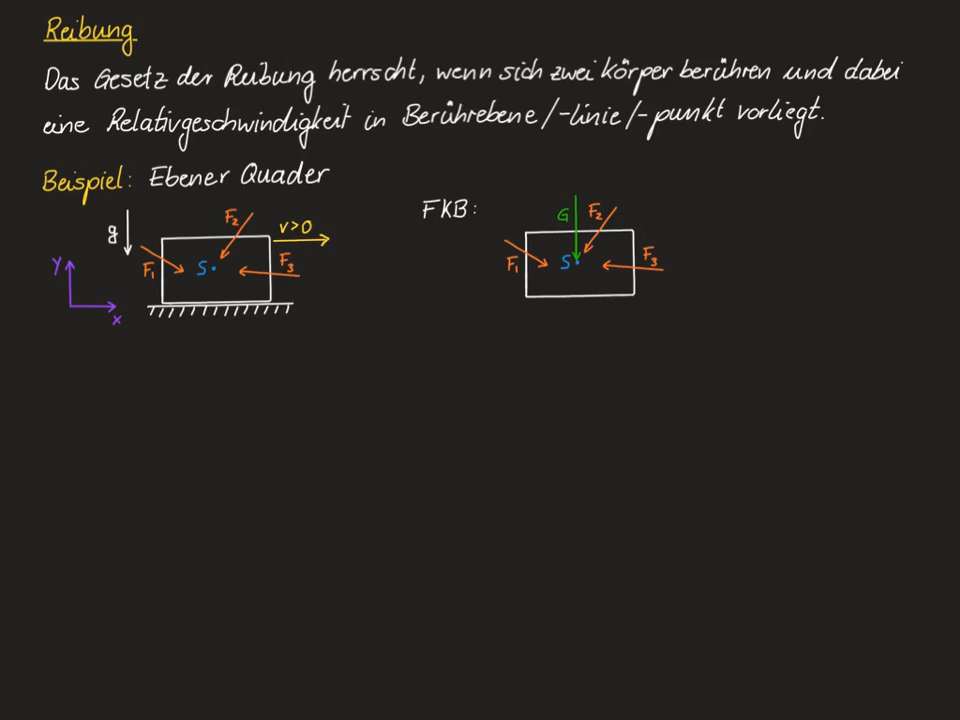 Reibung
Das Gesetz der Reibung herrscht, wenn sich zwei körper berühren und dabei
eine Relativgeschwindigkeit in Berührebene/-linie/-punkt vorliegt.
Beispiel: Ebener Quader
FKB:
g
F₂
v>0
F₁
S
F₃
Y
x
G
F₂
F₁
S
F₃